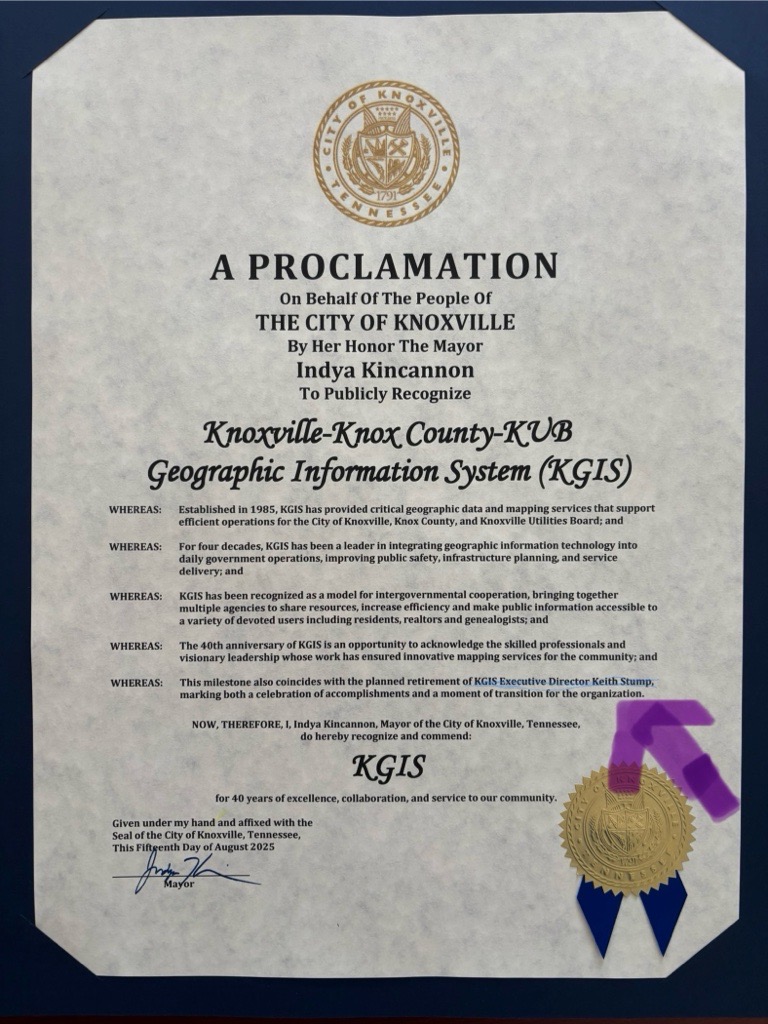 CITY OF KNOXVILLE
1791
TENNESSEE
A PROCLAMATION
On Behalf Of The People Of
THE CITY OF KNOXVILLE
By Her Honor The Mayor
Indya Kincannon
To Publicly Recognize
Knoxville-Knox County-KUB
Geographic Information System (KGIS)
WHEREAS: Established in 1985, KGIS has provided critical geographic data and mapping services that support
efficient operations for the City of Knoxville, Knox County, and Knoxville Utilities Board; and
WHEREAS: For four decades, KGIS has been a leader in integrating geographic information technology into
daily government operations, improving public safety, infrastructure planning, and service
delivery; and
WHEREAS: KGIS has been recognized as a model for intergovernmental cooperation, bringing together
multiple agencies to share resources, increase efficiency and make public information accessible to
a variety of devoted users including residents, realtors and genealogists; and
WHEREAS: The 40th anniversary of KGIS is an opportunity to acknowledge the skilled professionals and
visionary leadership whose work has ensured innovative mapping services for the community; and
WHEREAS: This milestone also coincides with the planned retirement of KGIS Executive Director Keith Stump,
marking both a celebration of accomplishments and a moment of transition for the organization.
NOW, THEREFORE, I, Indya Kincannon, Mayor of the City of Knoxville, Tennessee,
do hereby recognize and commend:
KGIS
for 40 years of excellence, collaboration, and service to our community.
Given under my hand and affixed with the
Seal of the City of Knoxville, Tennessee,
This Fifteenth Day of August 2025
Mayor